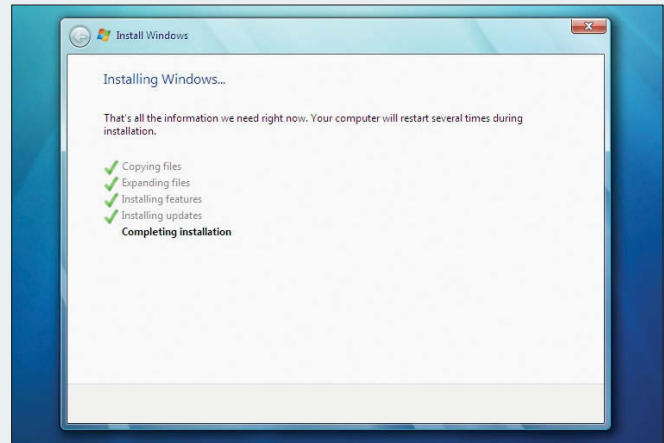 Install Windows
Installing Windows...
That's all the information we need right now. Your computer will restart several times during
installation.
Copying files
Expanding files
Installing features
Installing updates
Completing installation